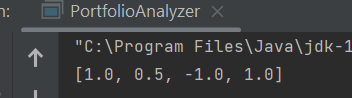 PortfolioAnalyzer
"C:\Program Files\Java\jdk-1
[1.0, 0.5, -1.0, 1.0]